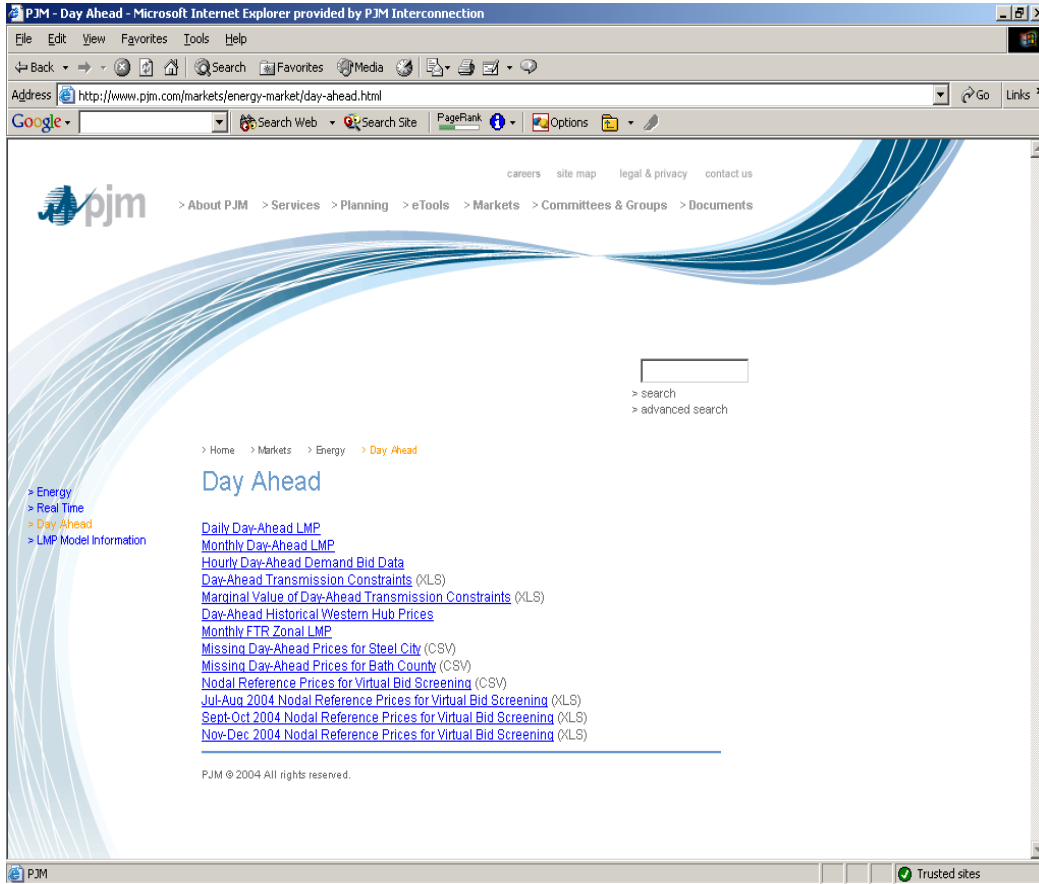 PJM - Day Ahead - Microsoft Internet Explorer provided by PJM Interconnection
File Edit View Favorites Tools Help
Back Search Favorites Media
Address http://www.pjm.com/markets/energy-market/day-ahead.html Go Links
Google Search Web Search Site PageRank Options
careers site map legal & privacy contact us
pjm
> About PJM > Services > Planning > eTools > Markets > Committees & Groups > Documents
> search
> advanced search
> Home > Markets > Energy > Day Ahead
Day Ahead
> Energy
> Real Time
> Day Ahead
> LMP Model Information
Daily Day-Ahead LMP
Monthly Day-Ahead LMP
Hourly Day-Ahead Demand Bid Data
Day-Ahead Transmission Constraints (XLS)
Marginal Value of Day-Ahead Transmission Constraints (XLS)
Day-Ahead Historical Western Hub Prices
Monthly FTR Zonal LMP
Missing Day-Ahead Prices for Steel City (CSV)
Missing Day-Ahead Prices for Bath County (CSV)
Nodal Reference Prices for Virtual Bid Screening (CSV)
Jul-Aug 2004 Nodal Reference Prices for Virtual Bid Screening (XLS)
Sept-Oct 2004 Nodal Reference Prices for Virtual Bid Screening (XLS)
Nov-Dec 2004 Nodal Reference Prices for Virtual Bid Screening (XLS)
PJM © 2004 All rights reserved.
PJM Trusted sites